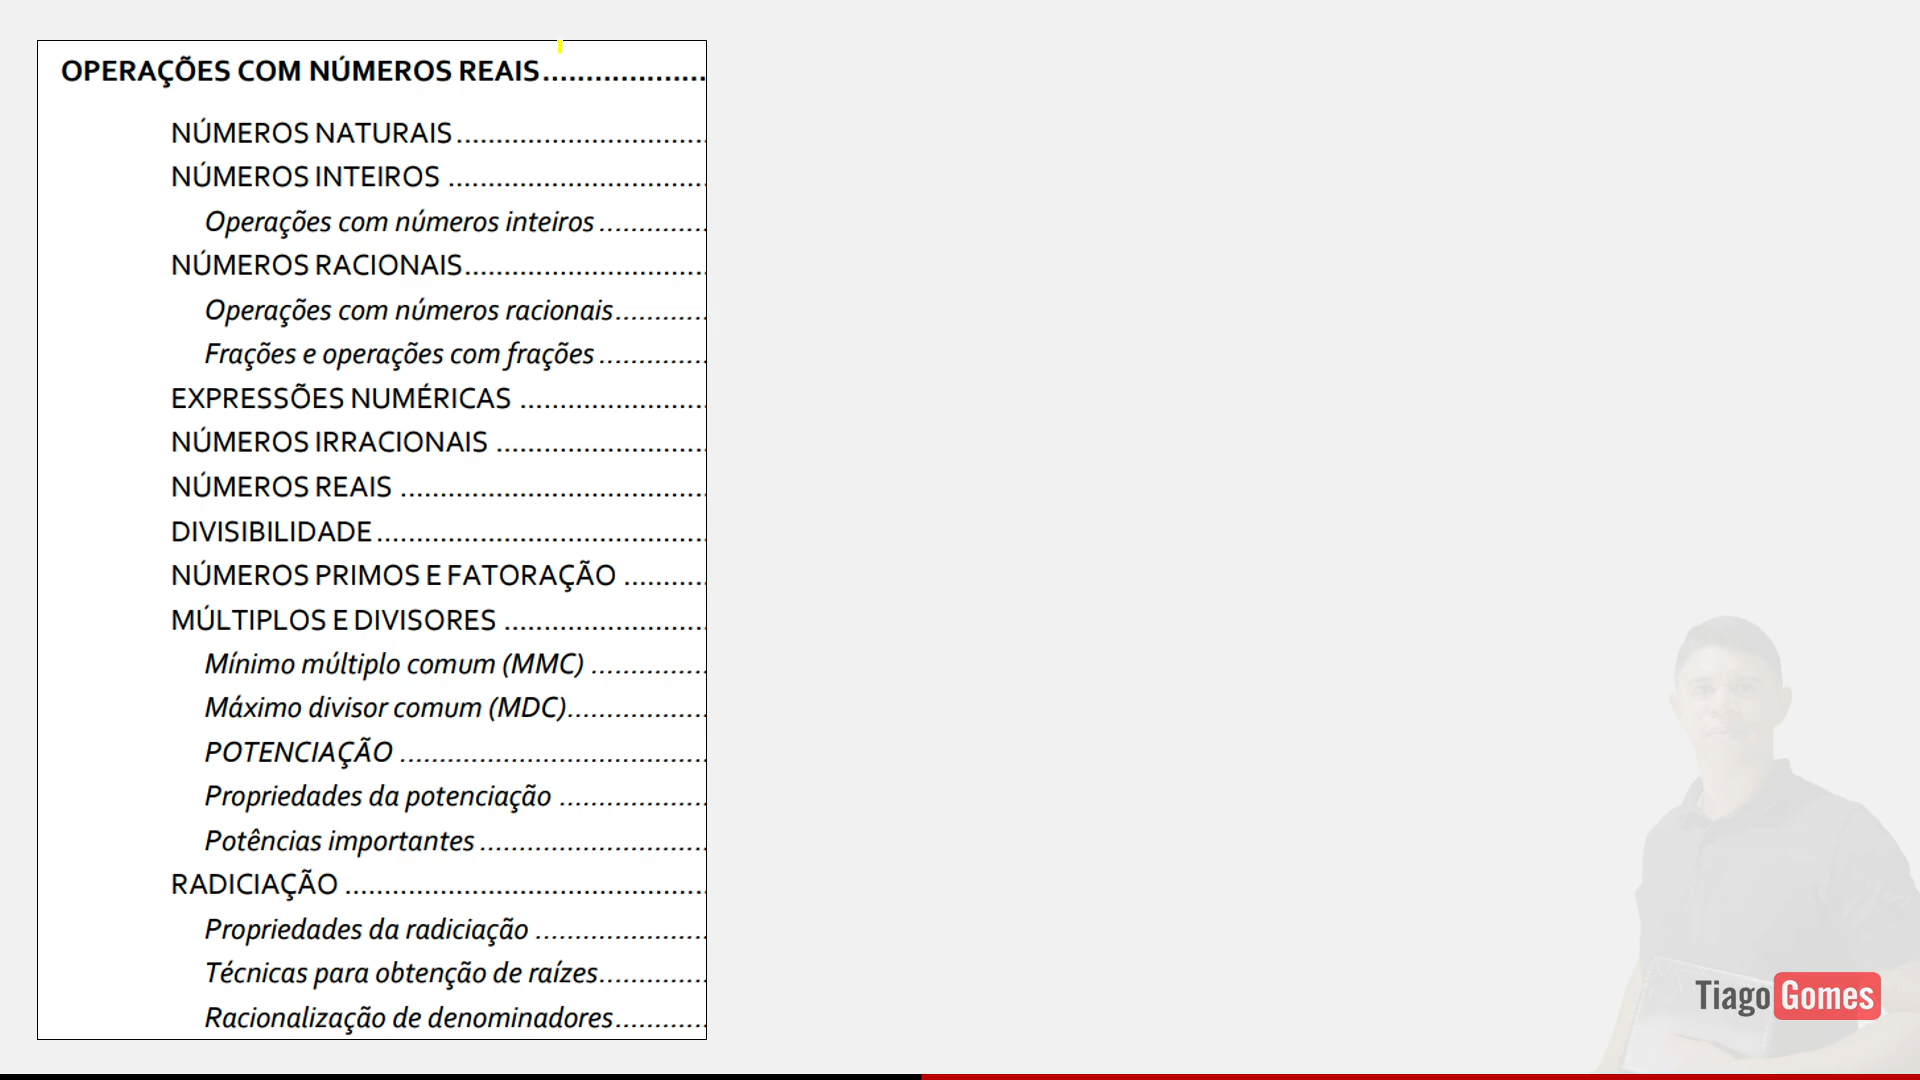 OPERAÇÕES COM NÚMEROS REAIS...................
NÚMEROS NATURAIS................................
NÚMEROS INTEIROS .................................
Operações com números inteiros..............
NÚMEROS RACIONAIS...............................
Operações com números racionais............
Frações e operações com frações..............
EXPRESSÕES NUMÉRICAS ........................
NÚMEROS IRRACIONAIS ...........................
NÚMEROS REAIS .......................................
DIVISIBILIDADE..........................................
NÚMEROS PRIMOS E FATORAÇÃO ...........
MÚLTIPLOS E DIVISORES ..........................
Mínimo múltiplo comum (MMC) ...............
Máximo divisor comum (MDC)..................
POTENCIAÇÃO .......................................
Propriedades da potenciação ...................
Potências importantes .............................
RADICIAÇÃO ..............................................
Propriedades da radiciação ......................
Técnicas para obtenção de raízes..............
Racionalização de denominadores............
Tiago Gomes